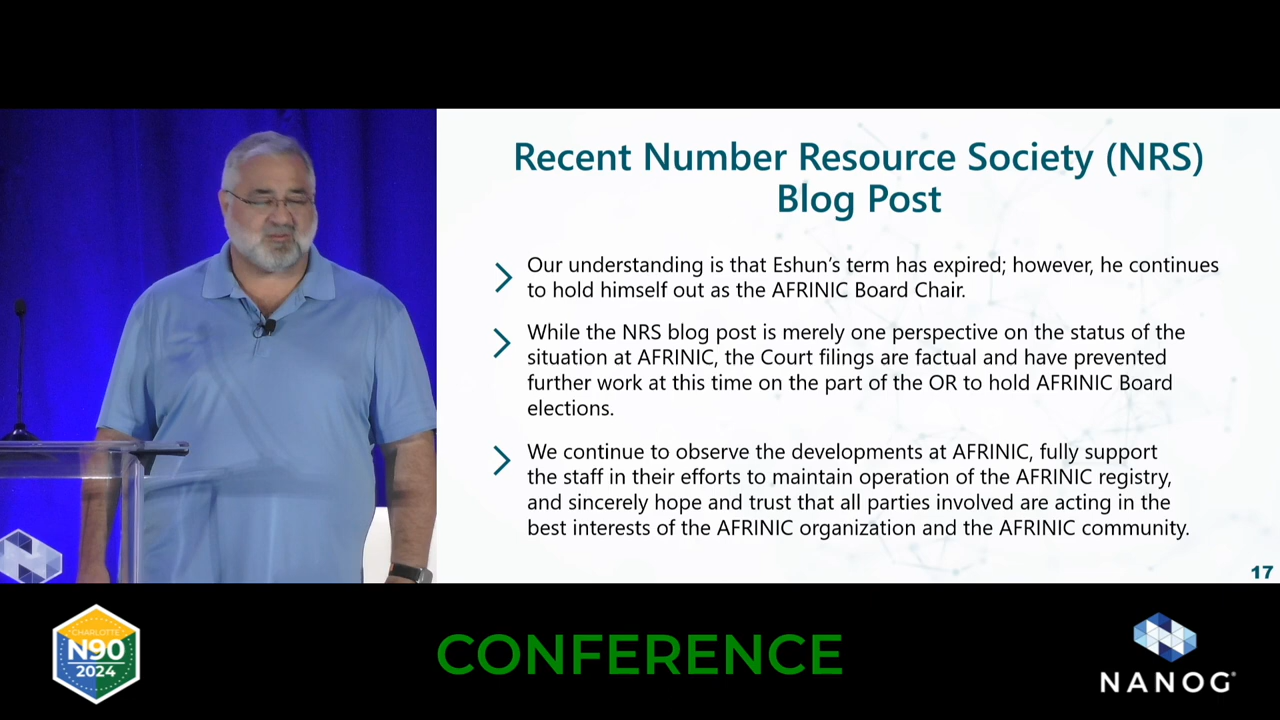 Recent Number Resource Society (NRS)
Blog Post
Our understanding is that Eshun's term has expired; however, he continues
to hold himself out as the AFRINIC Board Chair.
While the NRS blog post is merely one perspective on the status of the
situation at AFRINIC, the Court filings are factual and have prevented
further work at this time on the part of the OR to hold AFRINIC Board
elections.
We continue to observe the developments at AFRINIC, fully support
the staff in their efforts to maintain operation of the AFRINIC registry,
and sincerely hope and trust that all parties involved are acting in the
best interests of the AFRINIC organization and the AFRINIC community.
17
CHARLOTTE
N90
2024
CONFERENCE
NANOG